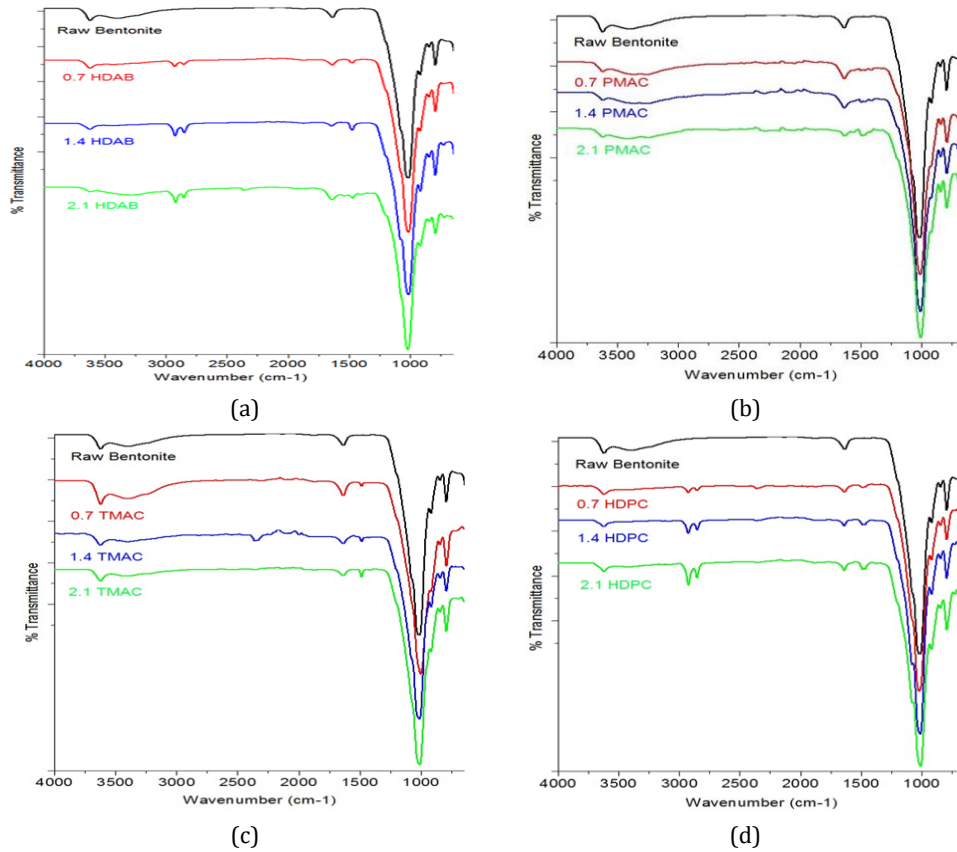 Raw Bentonite
0.7 HDAB
1.4 HDAB
2.1 HDAB
% Transmittance
4000 3500 3000 2500 2000 1500 1000
Wavenumber (cm-1)
(a)
Raw Bentonite
0.7 PMAC
1.4 PMAC
2.1 PMAC
% Transmittance
4000 3500 3000 2500 2000 1500 1000
Wavenumber (cm-1)
(b)
Raw Bentonite
0.7 TMAC
1.4 TMAC
2.1 TMAC
% Transmittance
4000 3500 3000 2500 2000 1500 1000
Wavenumber (cm-1)
(c)
Raw Bentonite
0.7 HDPC
1.4 HDPC
2.1 HDPC
% Transmittance
4000 3500 3000 2500 2000 1500 1000
Wavenumber (cm-1)
(d)